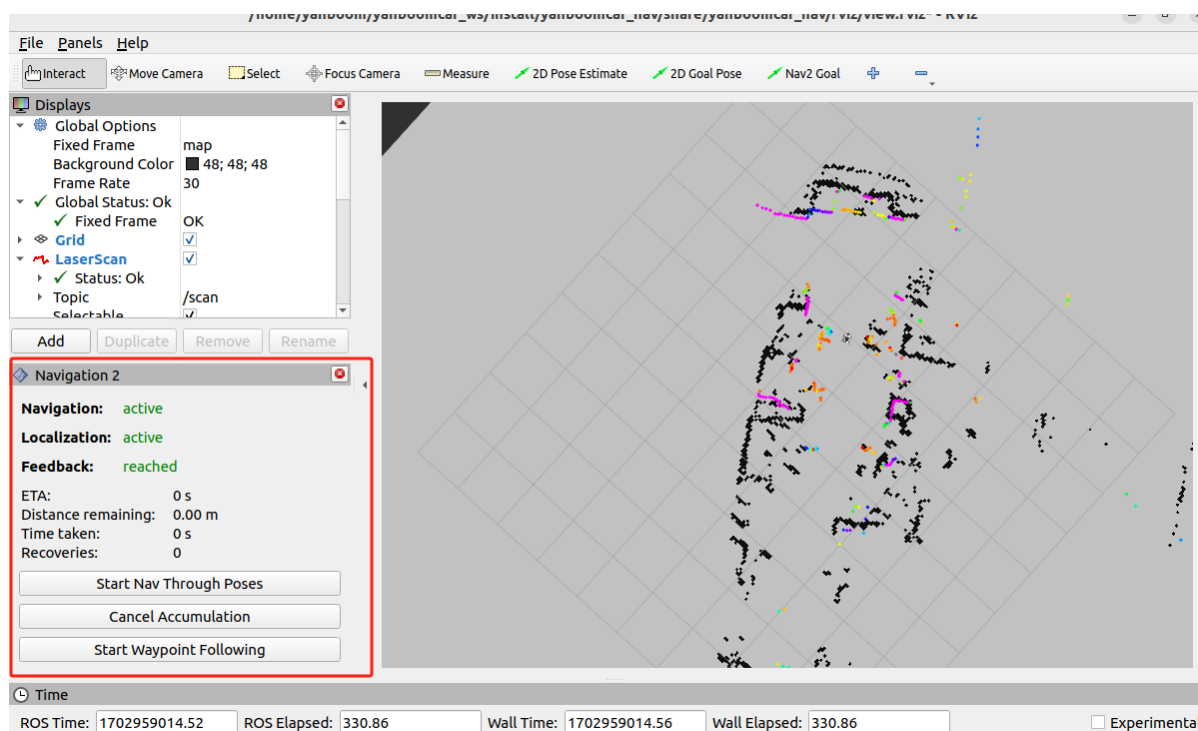 /home/yahboom/yahboomcar_ws/install/yahboomcar_nav/share/yahboomcar_nav/rviz/view.rviz* - RViz
File Panels Help
Interact Move Camera Select Focus Camera Measure 2D Pose Estimate 2D Goal Pose Nav2 Goal
Displays
Global Options
Fixed Frame map
Background Color 48; 48; 48
Frame Rate 30
Global Status: Ok
Fixed Frame OK
Grid
LaserScan
Status: Ok
Topic /scan
Selectable
Add Duplicate Remove Rename
Navigation 2
Navigation: active
Localization: active
Feedback: reached
ETA: 0 s
Distance remaining: 0.00 m
Time taken: 0 s
Recoveries: 0
Start Nav Through Poses
Cancel Accumulation
Start Waypoint Following
Time
ROS Time: 1702959014.52 ROS Elapsed: 330.86 Wall Time: 1702959014.56 Wall Elapsed: 330.86 Experimenta